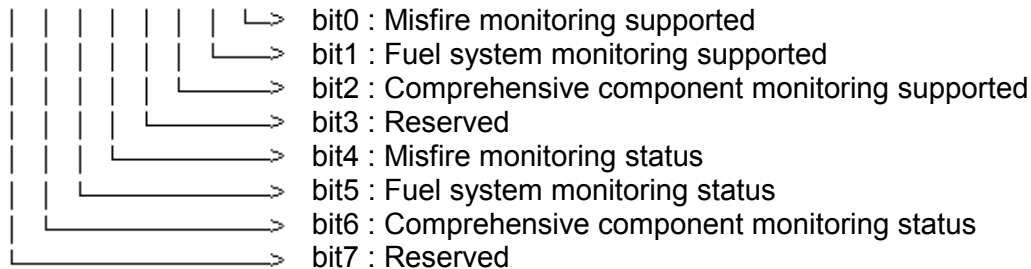 bit0 : Misfire monitoring supported
bit1 : Fuel system monitoring supported
bit2 : Comprehensive component monitoring supported
bit3 : Reserved
bit4 : Misfire monitoring status
bit5 : Fuel system monitoring status
bit6 : Comprehensive component monitoring status
bit7 : Reserved